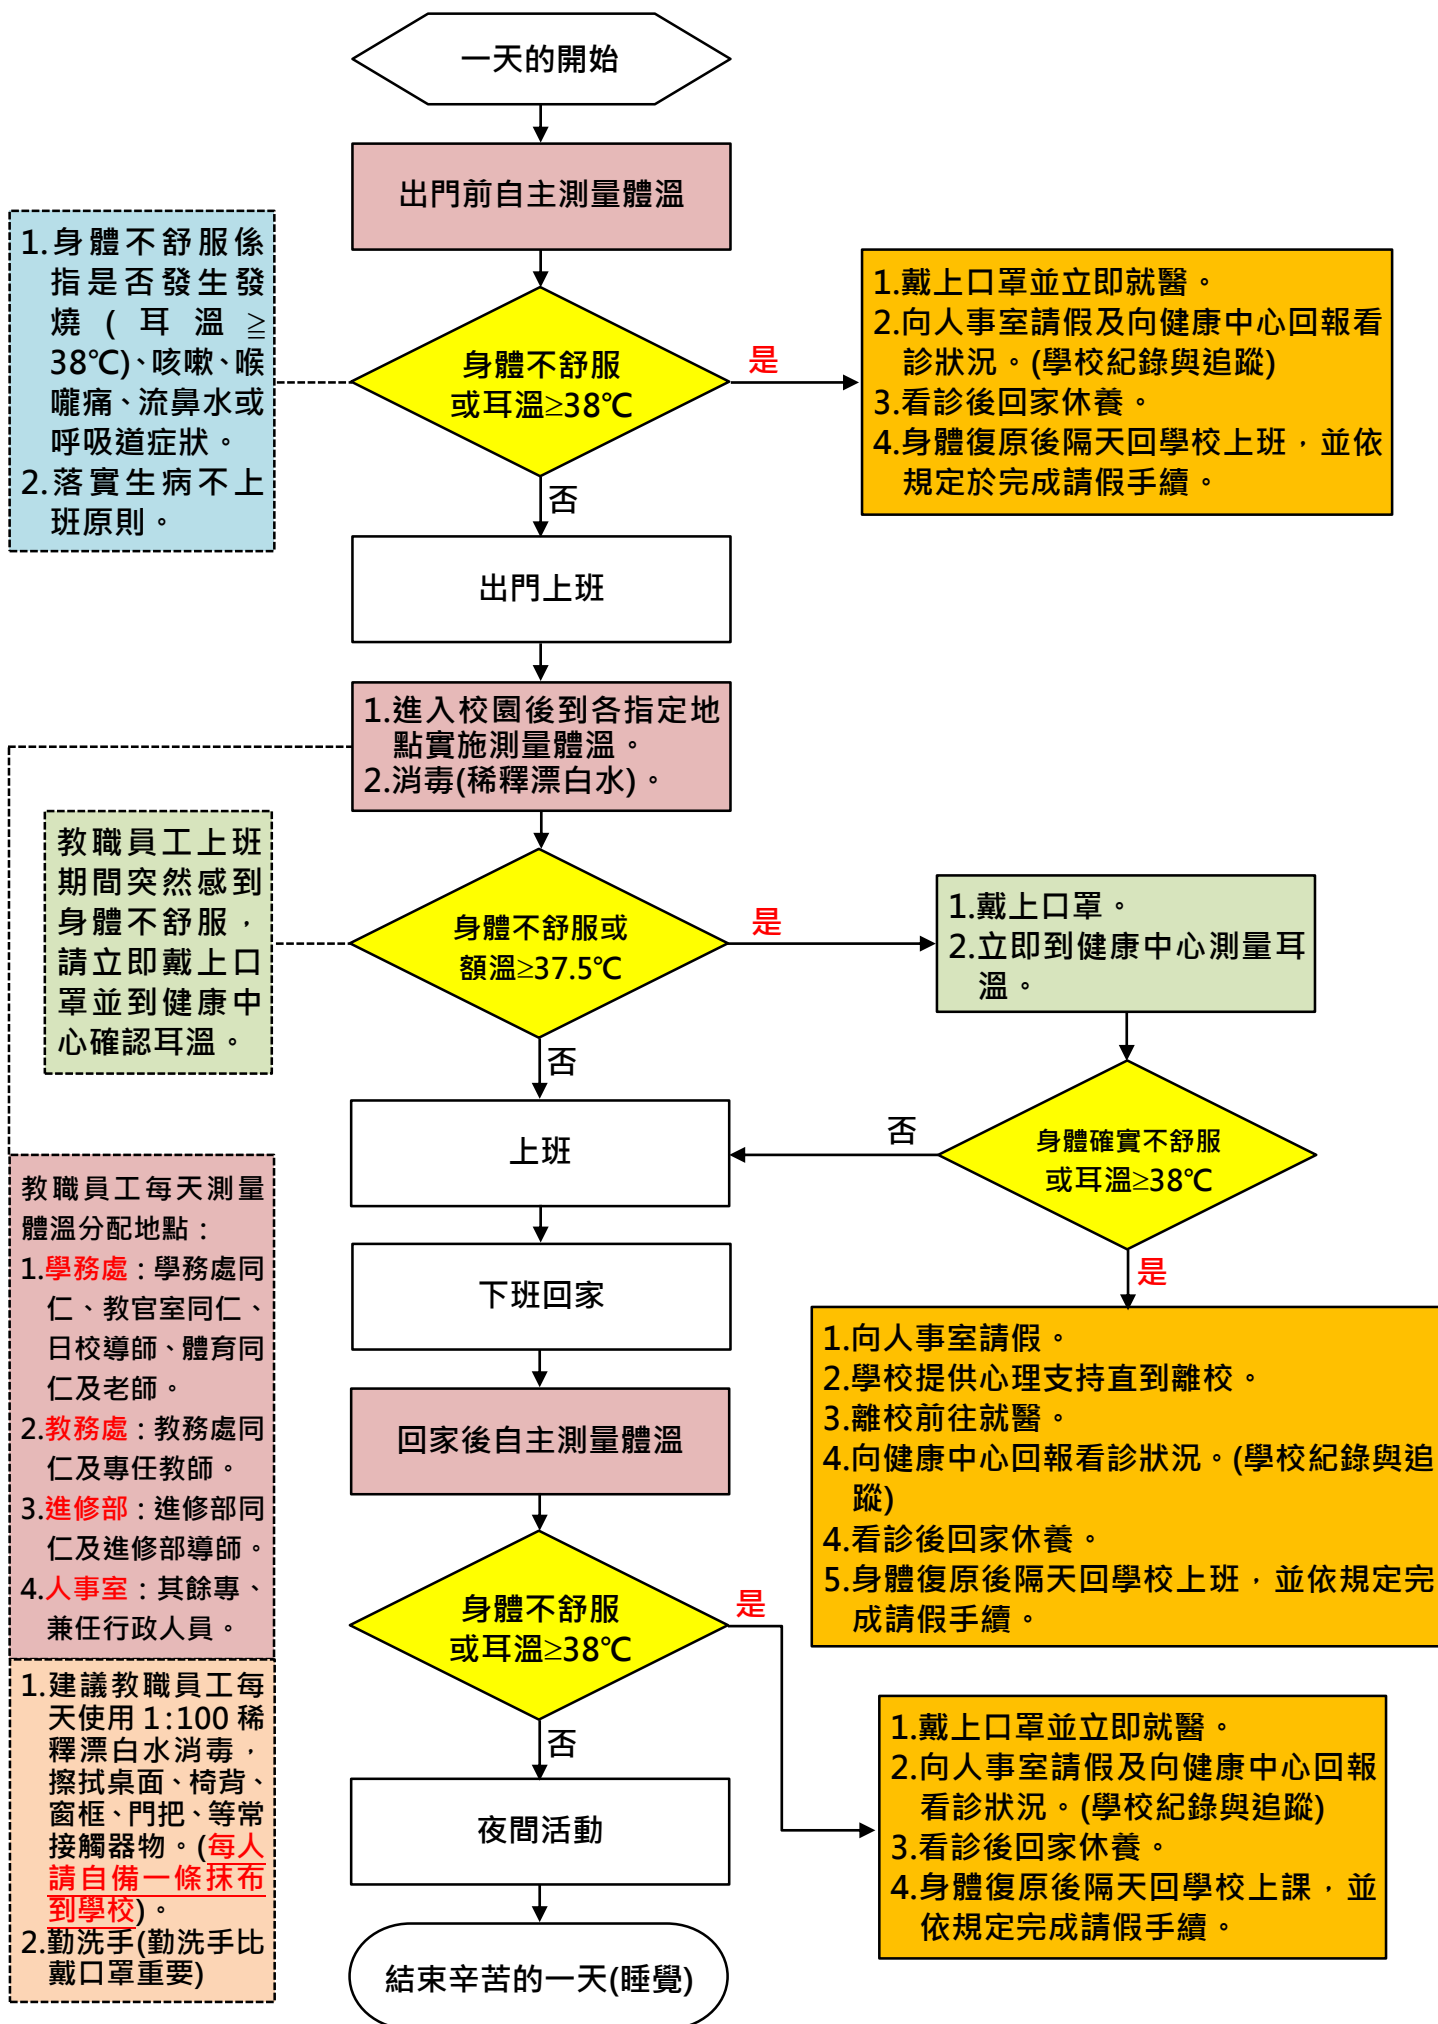 一天的開始
出門前自主測量體溫
1.身體不舒服係
指是否發生發
燒(耳溫≧
38℃)、咳嗽、喉
嚨痛、流鼻水或
呼吸道症狀。
2.落實生病不上
班原則。
身體不舒服
或耳溫≥38℃
是
1.戴上口罩並立即就醫。
2.向人事室請假及向健康中心回報看
診狀況。(學校紀錄與追蹤)
3.看診後回家休養。
4.身體復原後隔天回學校上班，並依
規定於完成請假手續。
否
出門上班
1.進入校園後到各指定地
點實施測量體溫。
2.消毒(稀釋漂白水)。
教職員工上班
期間突然感到
身體不舒服，
請立即戴上口
罩並到健康中
心確認耳溫。
身體不舒服或
額溫≥37.5℃
是
1.戴上口罩。
2.立即到健康中心測量耳
溫。
否
上班
否
身體確實不舒服
或耳溫≥38℃
是
教職員工每天測量
體溫分配地點：
1.學務處：學務處同
仁、教官室同仁、
日校導師、體育同
仁及老師。
2.教務處：教務處同
仁及專任教師。
3.進修部：進修部同
仁及進修部導師。
4.人事室：其餘專、
兼任行政人員。
下班回家
1.向人事室請假。
2.學校提供心理支持直到離校。
3.離校前往就醫。
4.向健康中心回報看診狀況。(學校紀錄與追
蹤)
4.看診後回家休養。
5.身體復原後隔天回學校上班，並依規定完
成請假手續。
回家後自主測量體溫
身體不舒服
或耳溫≥38℃
是
1.建議教職員工每
天使用1:100稀
釋漂白水消毒，
擦拭桌面、椅背、
窗框、門把、等常
接觸器物。(每人
請自備一條抹布
到學校)。
2.勤洗手(勤洗手比
戴口罩重要)
否
夜間活動
1.戴上口罩並立即就醫。
2.向人事室請假及向健康中心回報
看診狀況。(學校紀錄與追蹤)
3.看診後回家休養。
4.身體復原後隔天回學校上課，並
依規定完成請假手續。
結束辛苦的一天(睡覺)